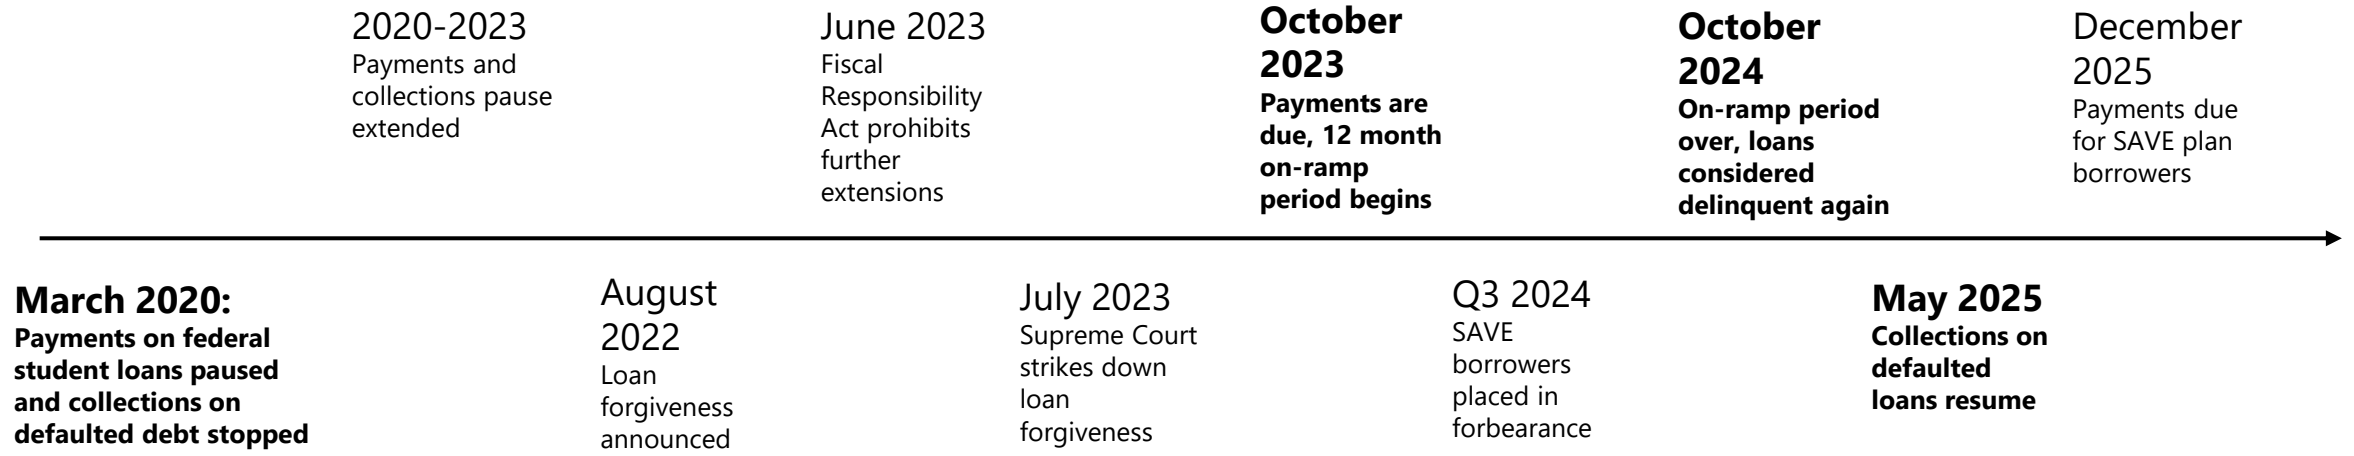 2020-2023
Payments and
collections pause
extended
June 2023
Fiscal
Responsibility
Act prohibits
further
extensions
October
2023
Payments are
due, 12 month
on-ramp
period begins
October
2024
On-ramp period
over, loans
considered
delinquent again
December
2025
Payments due
for SAVE plan
borrowers
March 2020:
Payments on federal
student loans paused
and collections on
defaulted debt stopped
August
2022
Loan
forgiveness
announced
July 2023
Supreme Court
strikes down
loan
forgiveness
Q3 2024
SAVE
borrowers
placed in
forbearance
May 2025
Collections on
defaulted
loans resume